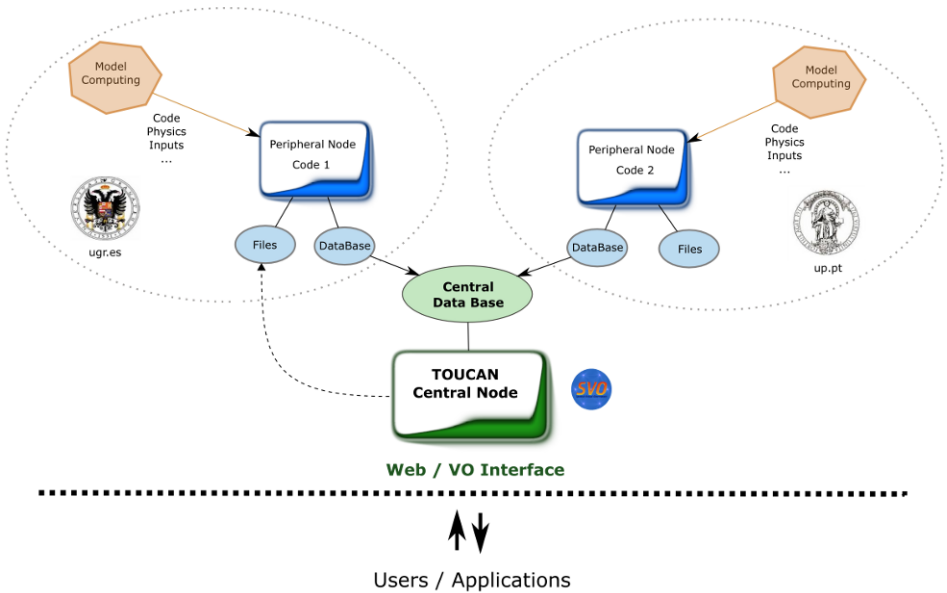 Model
Computing
Code
Physics
Inputs
...
Peripheral Node
Code 1
Files
DataBase
ugr.es
Model
Computing
Code
Physics
Inputs
...
Peripheral Node
Code 2
DataBase
Files
up.pt
Central
Data Base
TOUCAN
Central Node
SVO
Web / VO Interface
Users / Applications